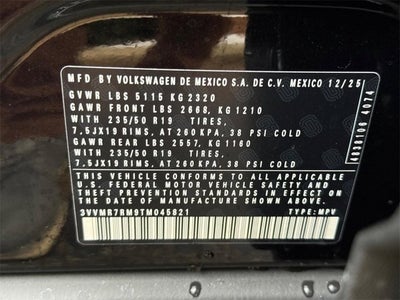 MFD BY VOLKSWAGEN DE MEXICO S.A. DE C.V. MEXICO 12/25
GVWR LBS 5115 KG 2320
GAWR FRONT LBS 2668, KG 1210
WITH 235/50 R19 TIRES,
7,5JX19 RIMS, AT 260 KPA, 38 PSI COLD
GAWR REAR LBS 2557, KG 1160
WITH 235/50 R19 TIRES,
7,5JX19 RIMS, AT 260 KPA, 38 PSI COLD
THIS VEHICLE CONFORMS TO ALL APPLICABLE
U.S. FEDERAL MOTOR VEHICLE SAFETY AND
THEFT PREVENTION STANDARDS IN EFFECT ON THE
DATE OF MANUFACTURE SHOWN ABOVE.
3VVMR7RM9TM045821 TYPE: MPV
4938106 4074